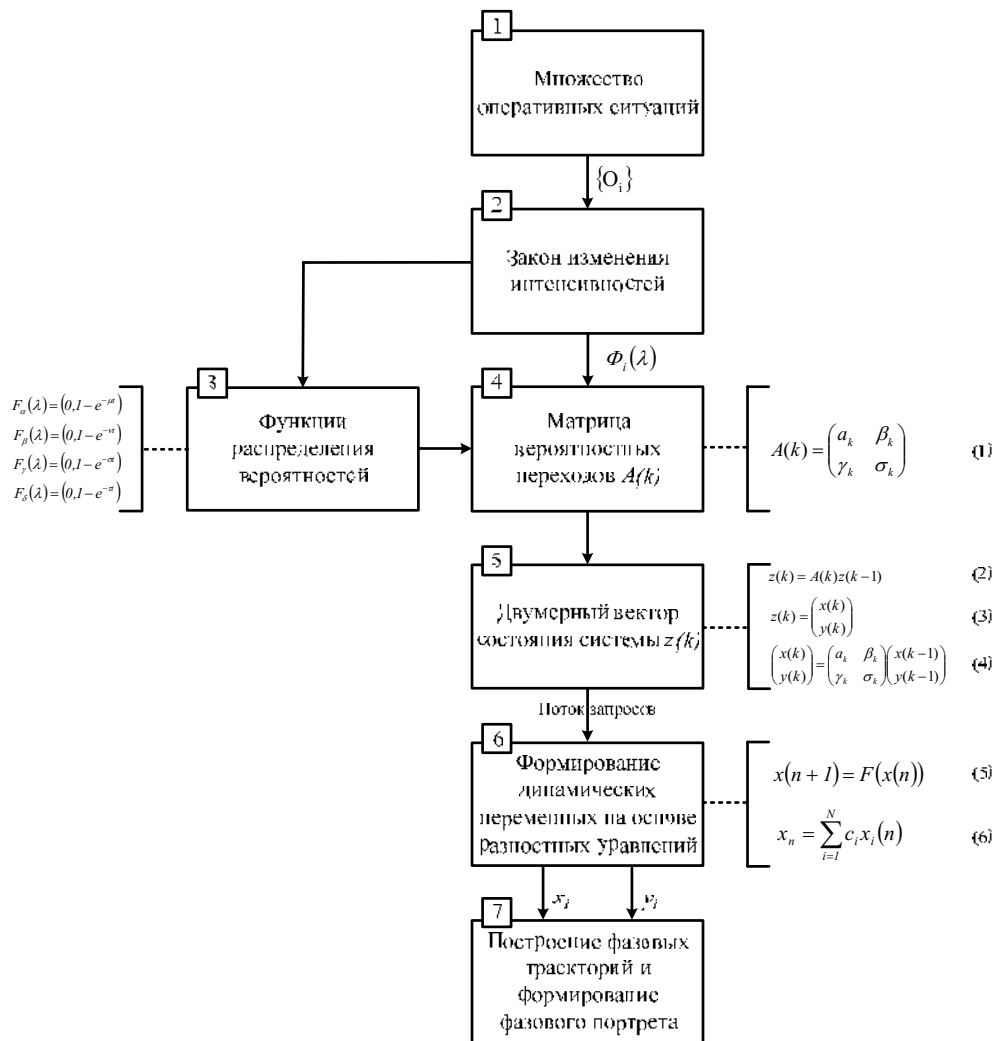 1
Множество
оперативных ситуаций
{O_i}
2
Закон изменения
интенсивностей
Φ_i(λ)
3
Функции
распределения
вероятностей
F_α(λ)=(0,1−e^{−μt})
F_β(λ)=(0,1−e^{−νt})
F_γ(λ)=(0,1−e^{−σt})
F_δ(λ)=(0,1−e^{−τt})
4
Матрица
вероятностных
переходов A(k)
A(k) = (a_k β_k
γ_k σ_k) (1)
5
Двумерный вектор
состояния системы z(k)
z(k) = A(k)z(k−1) (2)
z(k) = (x(k)
y(k)) (3)
(x(k) = (a_k β_k (x(k−1)
y(k)) γ_k σ_k) y(k−1)) (4)
Поток запросов
6
Формирование
динамических
переменных на основе
разностных уравнений
x(n+1) = F(x(n)) (5)
x_n = ∑_{i=1}^{N} c_i x_i(n) (6)
x_i y_i
7
Построение фазовых
траекторий и
формирование
фазового портрета